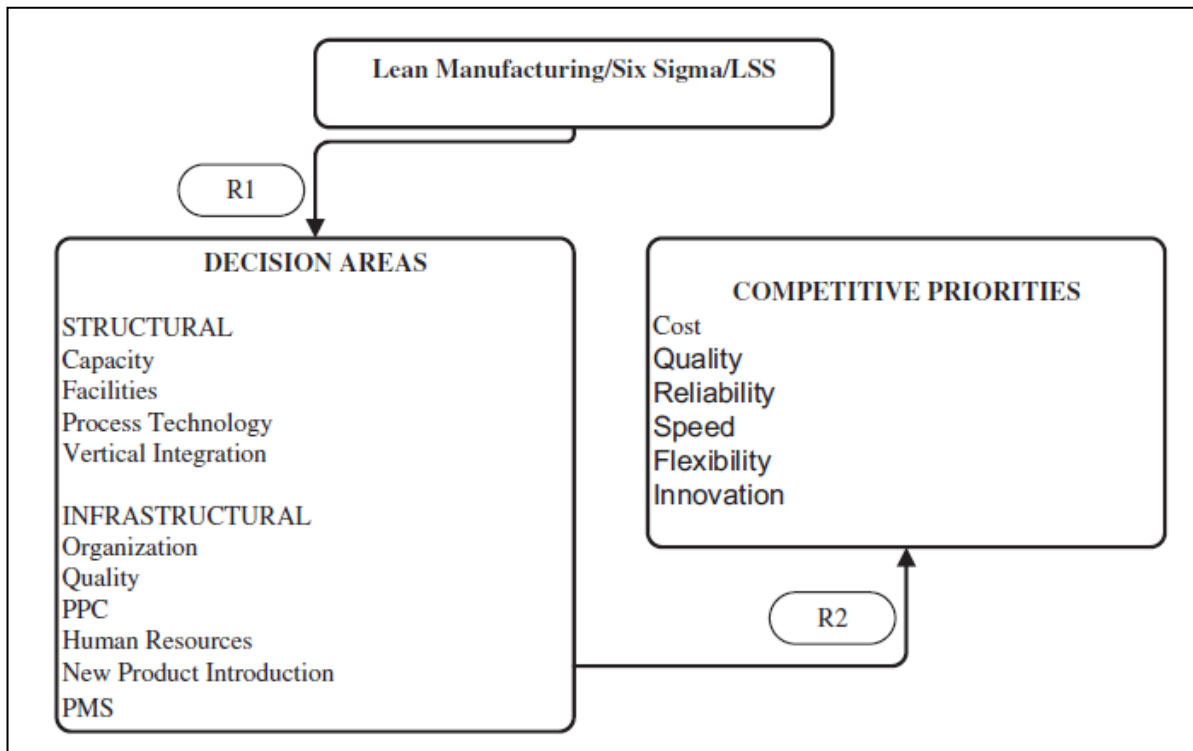 Lean Manufacturing/Six Sigma/LSS
R1
DECISION AREAS
STRUCTURAL
Capacity
Facilities
Process Technology
Vertical Integration
INFRASTRUCTURAL
Organization
Quality
PPC
Human Resources
New Product Introduction
PMS
COMPETITIVE PRIORITIES
Cost
Quality
Reliability
Speed
Flexibility
Innovation
R2